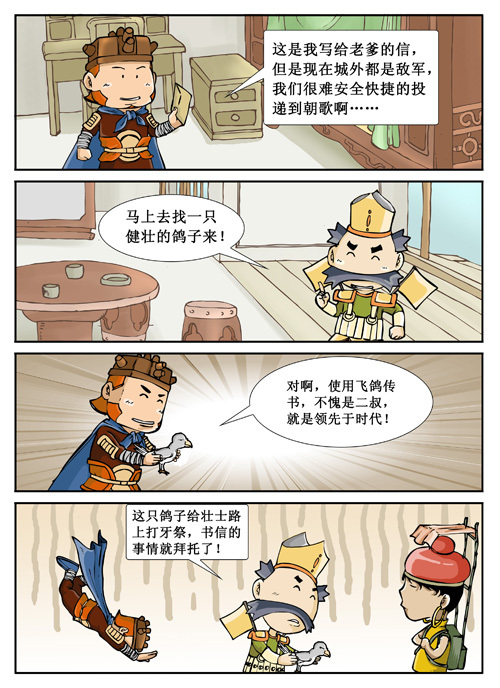 这是我写给老爹的信，
但是现在城外都是敌军，
我们很难安全快捷的投
递到朝歌啊……
马上去找一只
健壮的鸽子来！
对啊，使用飞鸽传
书，不愧是二叔，
就是领先于时代！
这只鸽子给壮士路
上打牙祭，书信的
事情就拜托了！